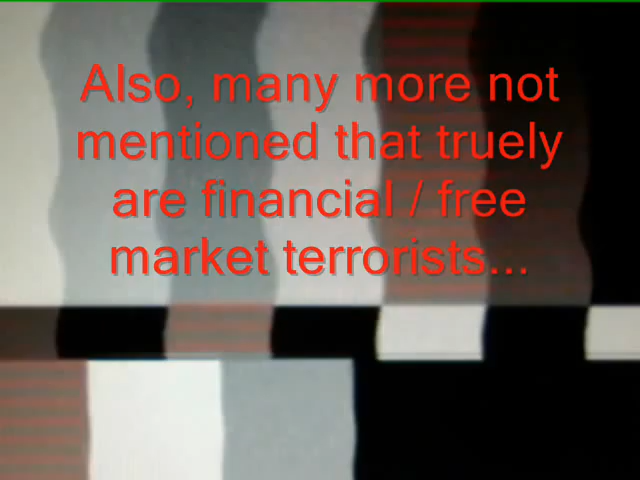 Also, many more not
mentioned that truely
are financial / free
market terrorists...